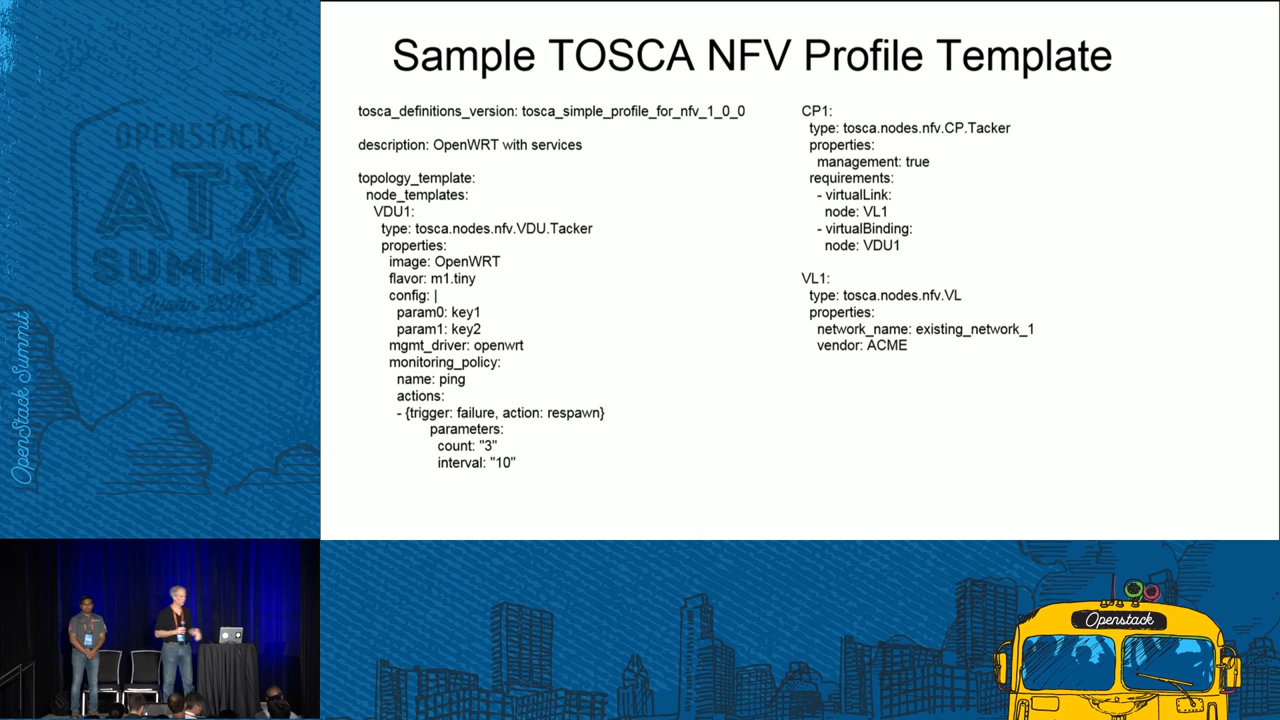 Sample TOSCA NFV Profile Template
tosca_definitions_version: tosca_simple_profile_for_nfv_1_0_0
description: OpenWRT with services
topology_template:
node_templates:
VDU1:
type: tosca.nodes.nfv.VDU.Tacker
properties:
image: OpenWRT
flavor: m1.tiny
config: |
param0: key1
param1: key2
mgmt_driver: openwrt
monitoring_policy:
name: ping
actions:
- {trigger: failure, action: respawn}
parameters:
count: "3"
interval: "10"
CP1:
type: tosca.nodes.nfv.CP.Tacker
properties:
management: true
requirements:
- virtualLink:
node: VL1
- virtualBinding:
node: VDU1
VL1:
type: tosca.nodes.nfv.VL
properties:
network_name: existing_network_1
vendor: ACME
OPENSTACK
ATX
SUMMIT
Austin
OpenStack Summit
Openstack